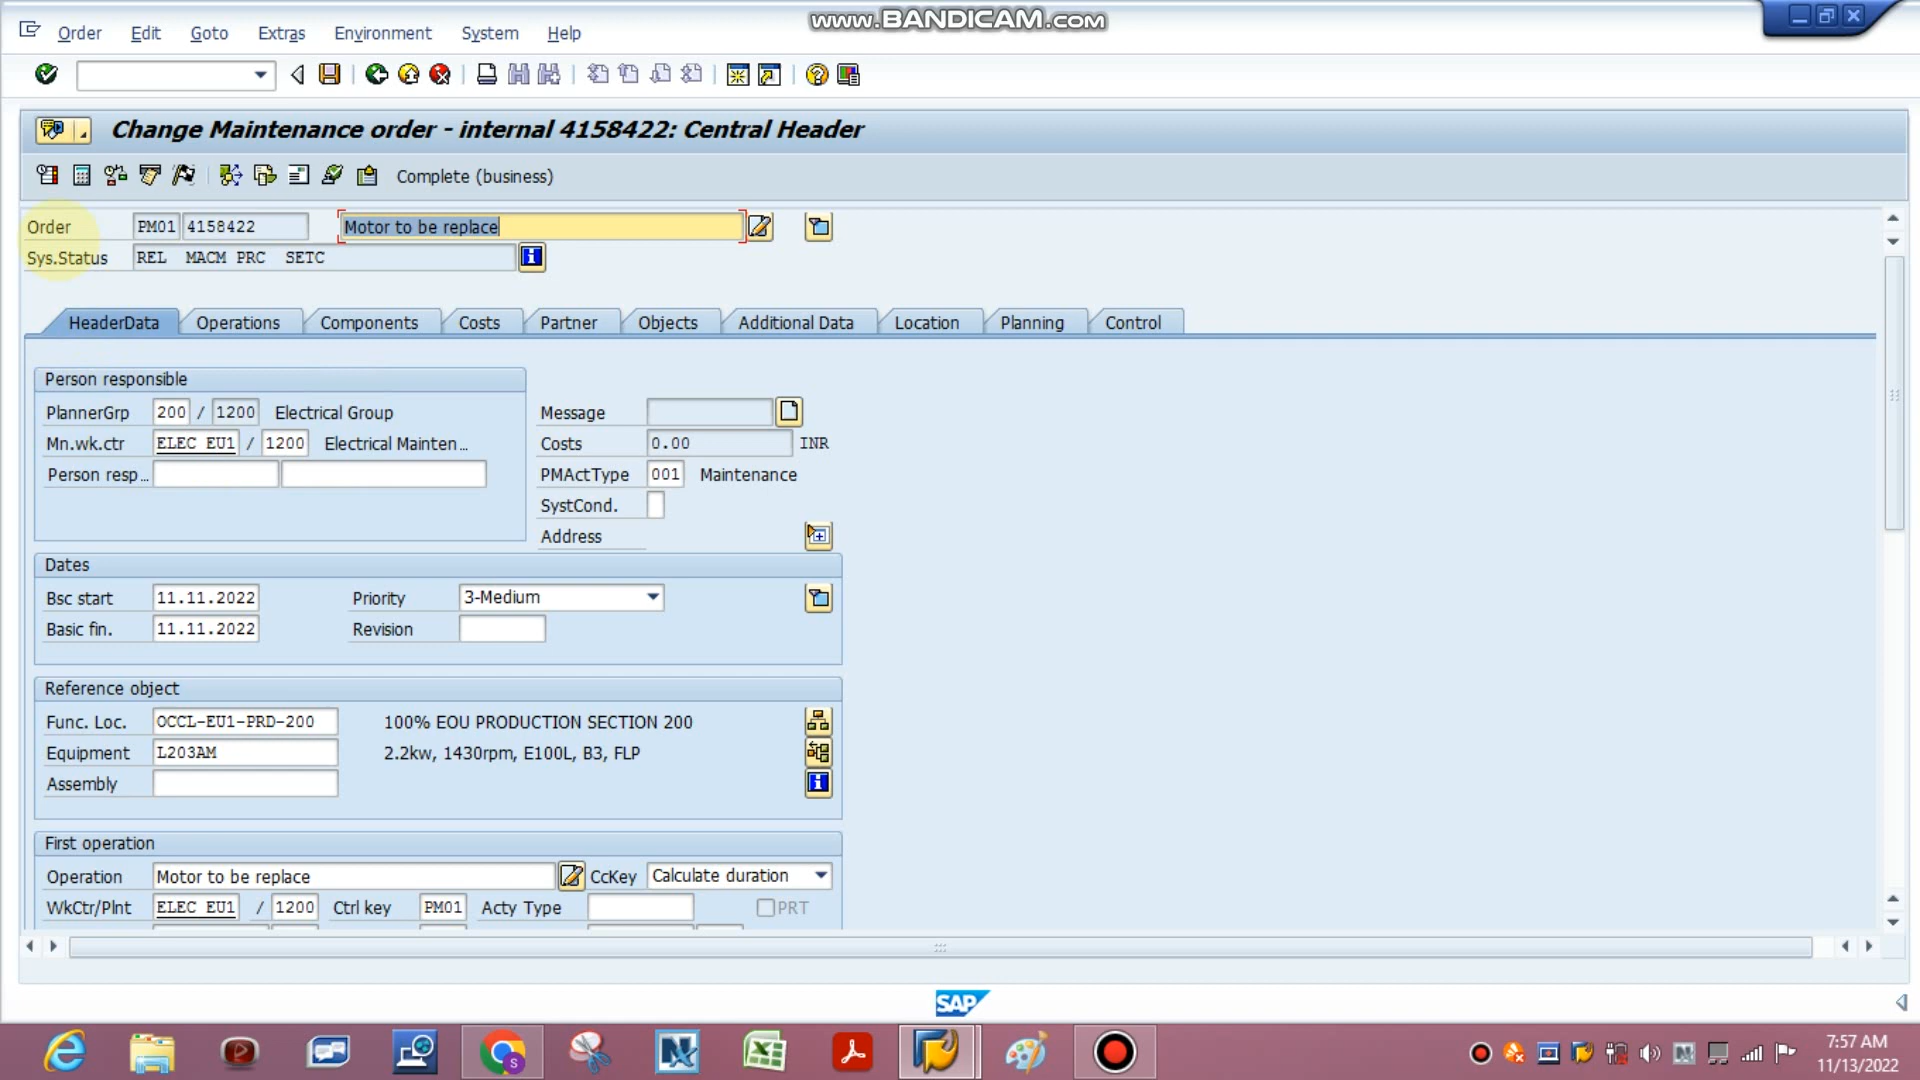 www.BANDICAM.com
Order Edit Goto Extras Environment System Help
Change Maintenance order - internal 4158422: Central Header
Complete (business)
Order PM01 4158422 Motor to be replace
Sys.Status REL MACM PRC SETC
HeaderData Operations Components Costs Partner Objects Additional Data Location Planning Control
Person responsible
PlannerGrp 200 / 1200 Electrical Group Message
Mn.wk.ctr ELEC EU1 / 1200 Electrical Mainten… Costs 0.00 INR
Person resp… PMActType 001 Maintenance
SystCond.
Address
Dates
Bsc start 11.11.2022 Priority 3-Medium
Basic fin. 11.11.2022 Revision
Reference object
Func. Loc. OCCL-EU1-PRD-200 100% EOU PRODUCTION SECTION 200
Equipment L203AM 2.2kw, 1430rpm, E100L, B3, FLP
Assembly
First operation
Operation Motor to be replace CcKey Calculate duration
WkCtr/Plnt ELEC EU1 / 1200 Ctrl key PM01 Acty Type PRT
SAP
7:57 AM
11/13/2022